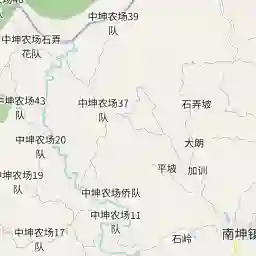 中坤农场39
队
中坤农场石弄
花队
中坤农场43
队
中坤农场37
队
石弄坡
中坤农场20
队
大朗
平坡
加训
中坤农场19
队
中坤农场侨队
中坤农场11
队
中坤农场17
队
石岭
南坤镇